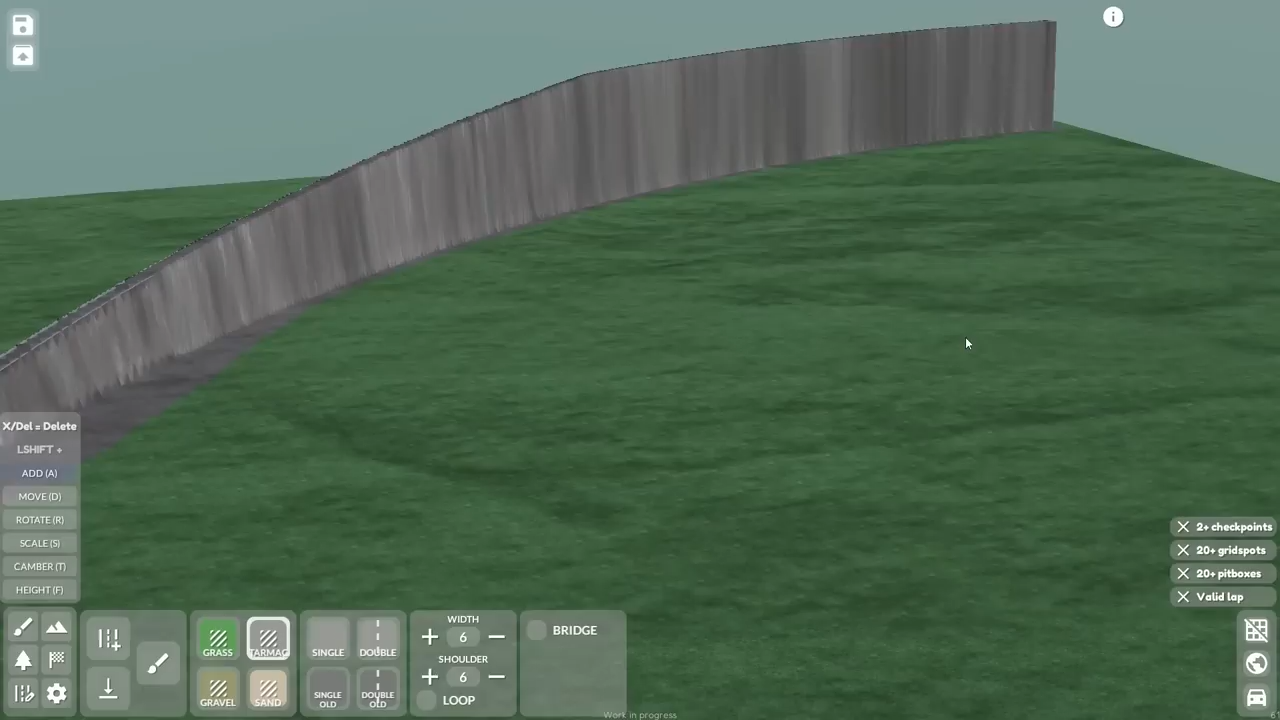 X/Del = Delete
LSHIFT +
ADD (A)
MOVE (D)
ROTATE (R)
SCALE (S)
CAMBER (T)
HEIGHT (F)
GRASS
TARMAC
GRAVEL
SAND
SINGLE
DOUBLE
SINGLE
OLD
DOUBLE
OLD
WIDTH
6
SHOULDER
6
LOOP
BRIDGE
2+ checkpoints
20+ gridspots
20+ pitboxes
Valid lap
Work in progress